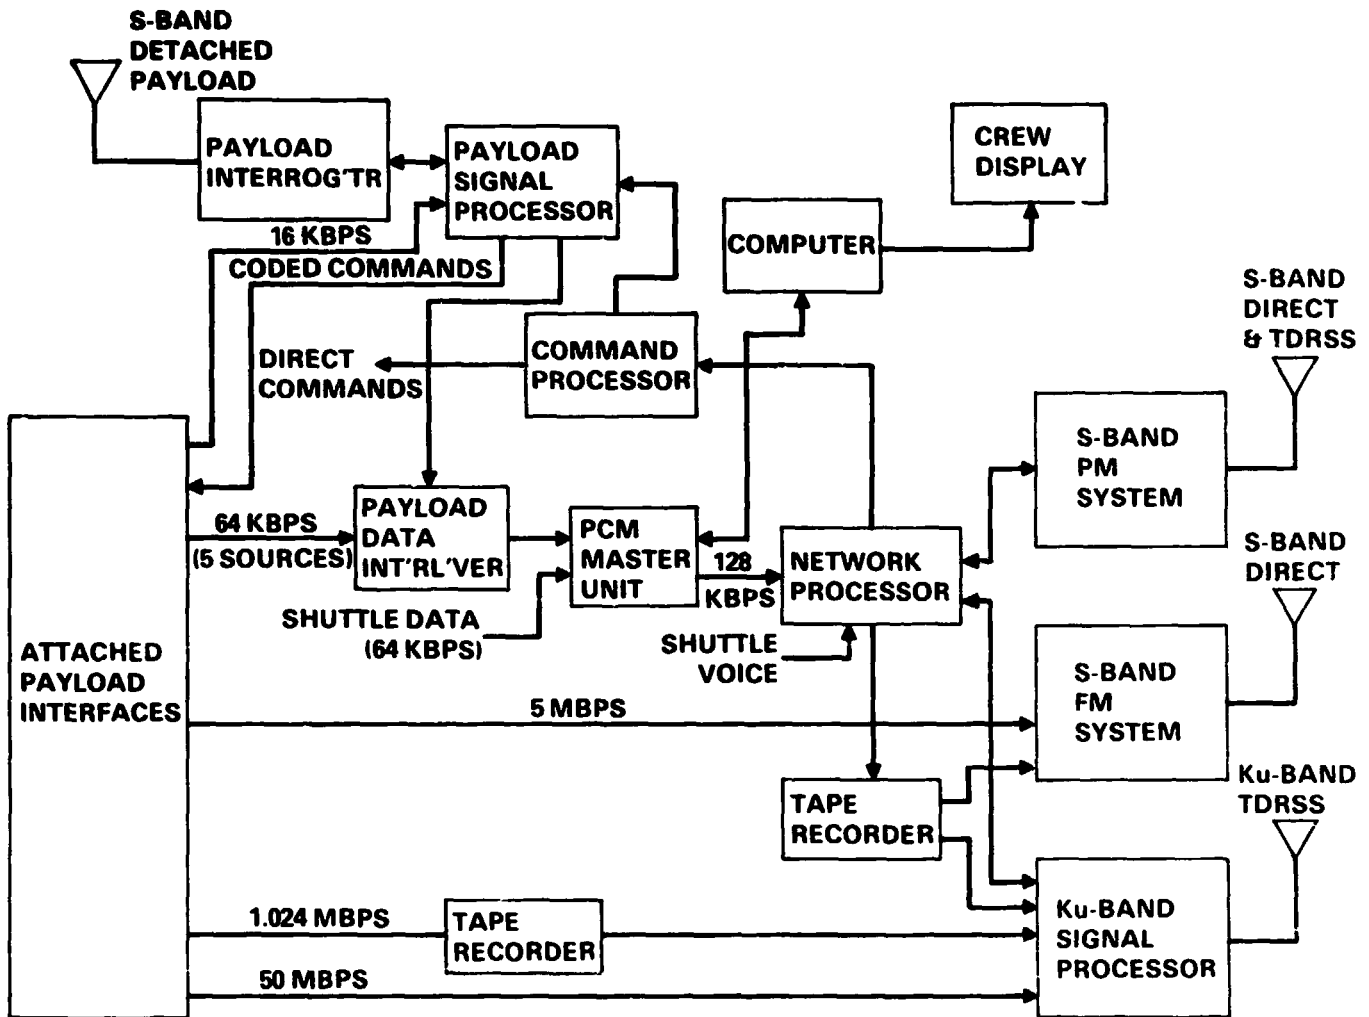 S-BAND
DETACHED
PAYLOAD
PAYLOAD
INTERROG'TR
PAYLOAD
SIGNAL
PROCESSOR
CREW
DISPLAY
COMPUTER
16 KBPS
CODED COMMANDS
S-BAND
DIRECT
& TDRSS
DIRECT
COMMANDS
COMMAND
PROCESSOR
S-BAND
PM
SYSTEM
64 KBPS
(5 SOURCES)
PAYLOAD
DATA
INT'RL'VER
PCM
MASTER
UNIT
128
KBPS
NETWORK
PROCESSOR
S-BAND
DIRECT
SHUTTLE DATA
(64 KBPS)
SHUTTLE
VOICE
ATTACHED
PAYLOAD
INTERFACES
5 MBPS
S-BAND
FM
SYSTEM
TAPE
RECORDER
Ku-BAND
TDRSS
1.024 MBPS
TAPE
RECORDER
Ku-BAND
SIGNAL
PROCESSOR
50 MBPS